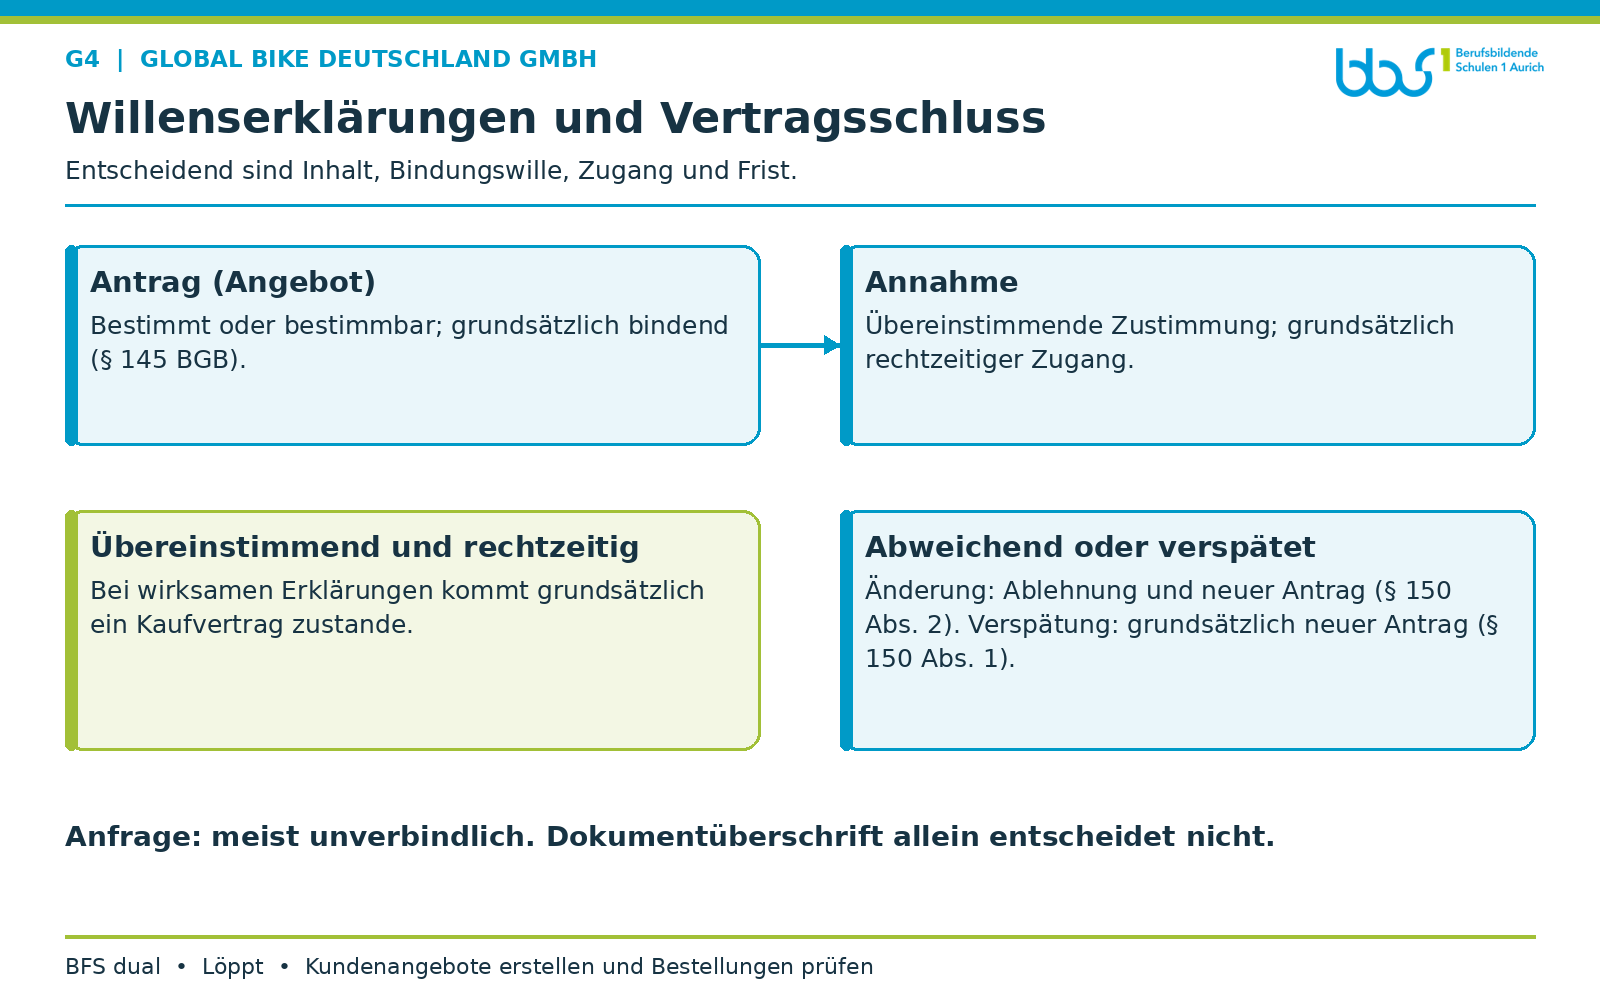 G4 | GLOBAL BIKE DEUTSCHLAND GMBH
bbs 1 Berufsbildende
Schulen 1 Aurich
Willenserklärungen und Vertragsschluss
Entscheidend sind Inhalt, Bindungswille, Zugang und Frist.
Antrag (Angebot)
Bestimmt oder bestimmbar; grundsätzlich bindend
(§ 145 BGB).
Annahme
Übereinstimmende Zustimmung; grundsätzlich
rechtzeitiger Zugang.
Übereinstimmend und rechtzeitig
Bei wirksamen Erklärungen kommt grundsätzlich
ein Kaufvertrag zustande.
Abweichend oder verspätet
Änderung: Ablehnung und neuer Antrag (§ 150
Abs. 2). Verspätung: grundsätzlich neuer Antrag (§
150 Abs. 1).
Anfrage: meist unverbindlich. Dokumentüberschrift allein entscheidet nicht.
BFS dual • Löppt • Kundenangebote erstellen und Bestellungen prüfen